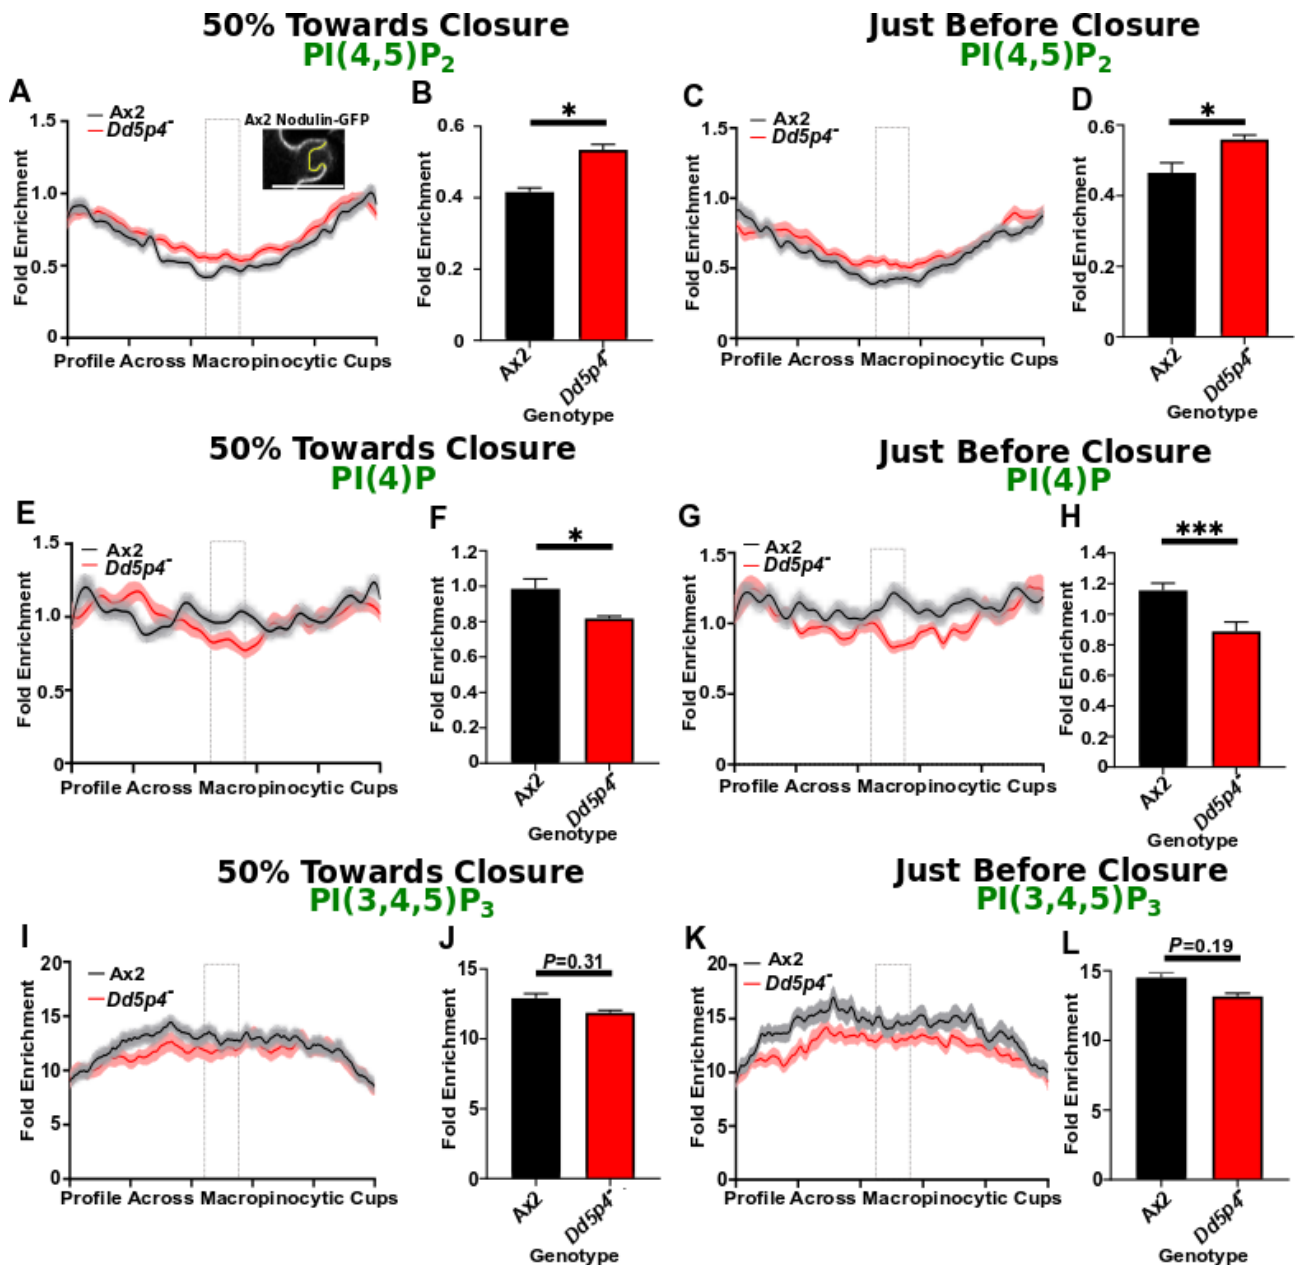 50% Towards Closure
PI(4,5)P2
Just Before Closure
PI(4,5)P2
A
Ax2
Dd5p4-
Ax2 Nodulin-GFP
1.5
1.0
0.5
0
Fold Enrichment
Profile Across Macropinocytic Cups
B
*
0.6
0.4
0.2
0
Fold Enrichment
Ax2
Dd5p4-
Genotype
C
Ax2
Dd5p4-
1.5
1.0
0.5
0
Fold Enrichment
Profile Across Macropinocytic Cups
D
*
0.6
0.4
0.2
0
Fold Enrichment
Ax2
Dd5p4-
Genotype
50% Towards Closure
PI(4)P
Just Before Closure
PI(4)P
E
Ax2
Dd5p4-
1.5
1.0
0.5
0
Fold Enrichment
Profile Across Macropinocytic Cups
F
*
1.2
1.0
0.8
0.6
0.4
0.2
0
Fold Enrichment
Ax2
Dd5p4-
Genotype
G
Ax2
Dd5p4-
1.5
1.0
0.5
0
Fold Enrichment
Profile Across Macropinocytic Cups
H
***
1.4
1.2
1.0
0.8
0.6
0.4
0.2
0
Fold Enrichment
Ax2
Dd5p4-
Genotype
50% Towards Closure
PI(3,4,5)P3
Just Before Closure
PI(3,4,5)P3
I
Ax2
Dd5p4-
20
15
10
5
0
Fold Enrichment
Profile Across Macropinocytic Cups
J
P=0.31
15
10
5
0
Fold Enrichment
Ax2
Dd5p4-
Genotype
K
Ax2
Dd5p4-
20
15
10
5
0
Fold Enrichment
Profile Across Macropinocytic Cups
L
P=0.19
15
10
5
0
Fold Enrichment
Ax2
Dd5p4-
Genotype